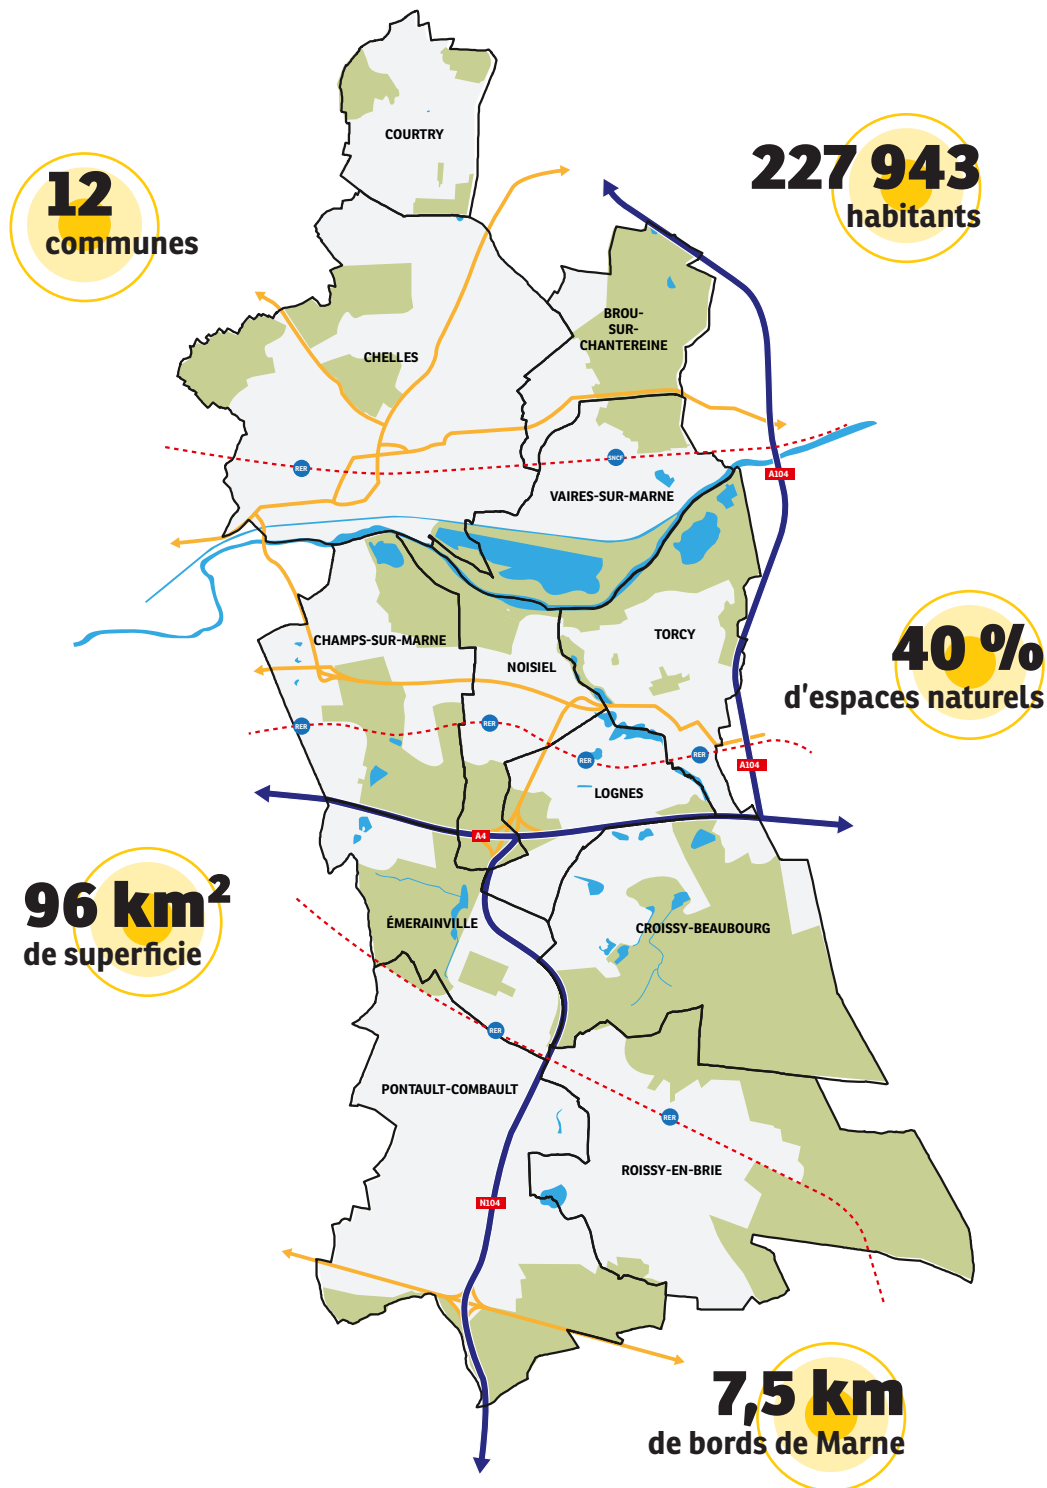 COURTRY
12
communes
227 943
habitants
BROU-
SUR-
CHANTEREINE
CHELLES
RER
SNCF
A104
VAIRES-SUR-MARNE
CHAMPS-SUR-MARNE
TORCY
NOISIEL
40 %
d'espaces naturels
RER
RER
RER
RER
A104
LOGNES
A4
96 km²
de superficie
ÉMERAINVILLE
CROISSY-BEAUBOURG
RER
PONTAULT-COMBAULT
RER
ROISSY-EN-BRIE
N104
7,5 km
de bords de Marne